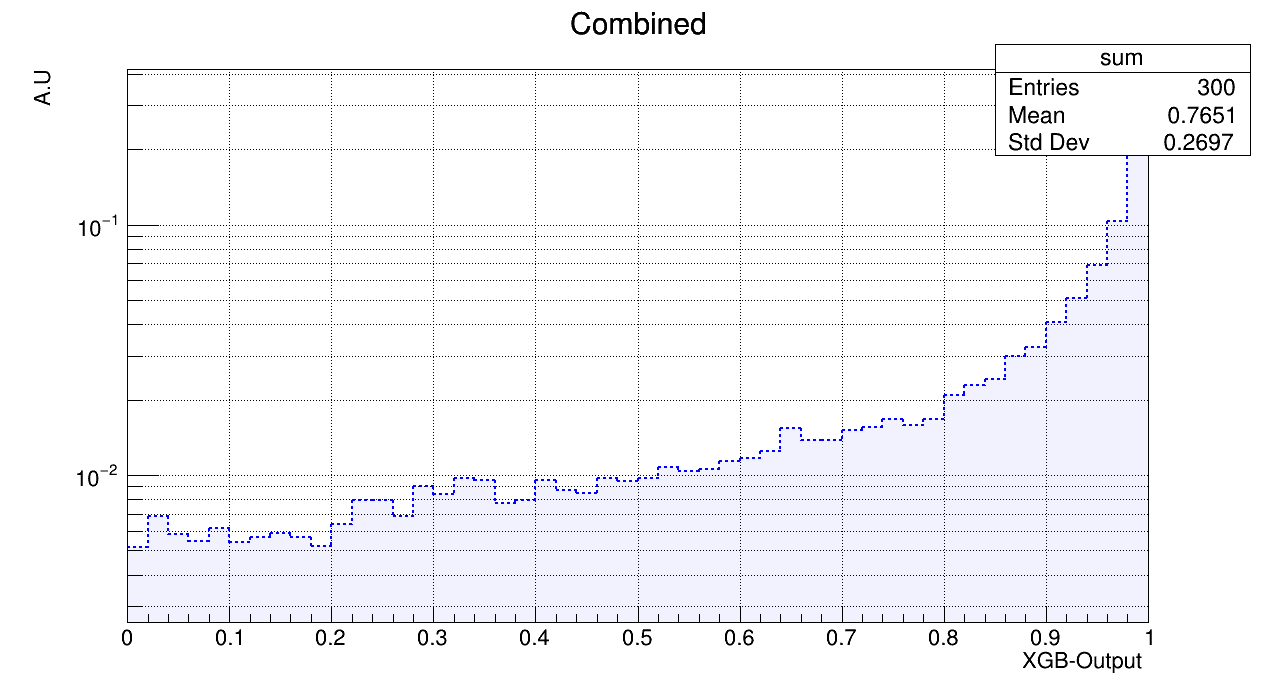 Combined
A.U
sum
Entries 300
Mean 0.7651
Std Dev 0.2697
10⁻¹
10⁻²
0 0.1 0.2 0.3 0.4 0.5 0.6 0.7 0.8 0.9 1
XGB-Output